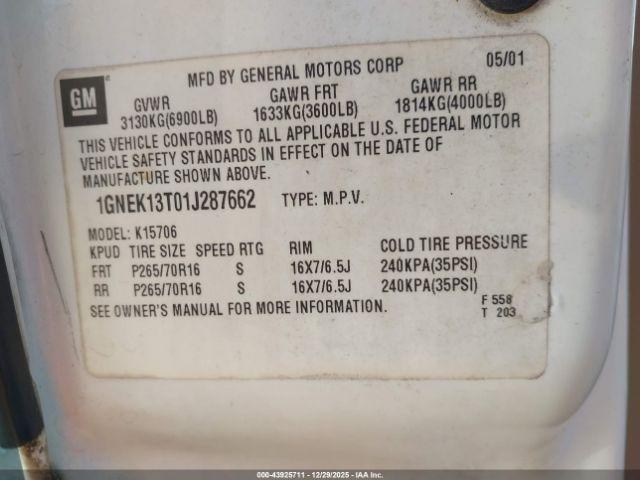 MFD BY GENERAL MOTORS CORP 05/01
GM
GVWR GAWR FRT GAWR RR
3130KG(6900LB) 1633KG(3600LB) 1814KG(4000LB)
THIS VEHICLE CONFORMS TO ALL APPLICABLE U.S. FEDERAL MOTOR
VEHICLE SAFETY STANDARDS IN EFFECT ON THE DATE OF
MANUFACTURE SHOWN ABOVE.
1GNEK13T01J287662 TYPE: M.P.V.
MODEL: K15706
KPUD TIRE SIZE SPEED RTG RIM COLD TIRE PRESSURE
FRT P265/70R16 S 16X7/6.5J 240KPA(35PSI)
RR P265/70R16 S 16X7/6.5J 240KPA(35PSI)
SEE OWNER'S MANUAL FOR MORE INFORMATION.
F 558
T 203
000-43925711 - 12/29/2025 - IAA Inc.